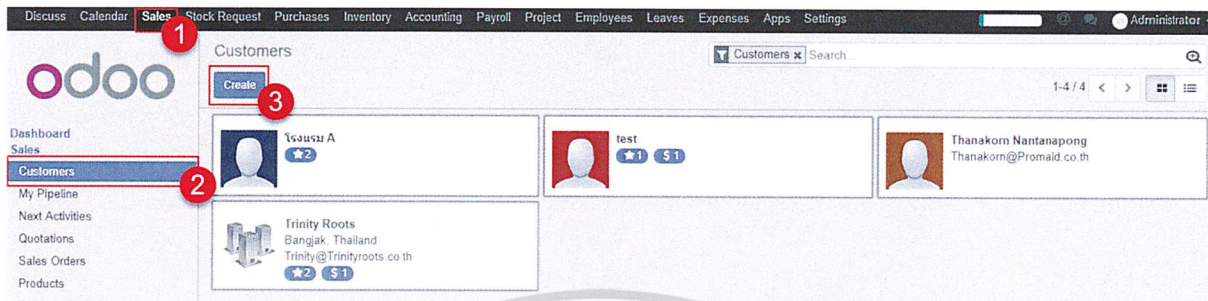 Discuss Calendar Sales Stock Request Purchases Inventory Accounting Payroll Project Employees Leaves Expenses Apps Settings @ Administrator
1
odoo
Customers
Customers x Search...
Create
3
1-4 / 4 < >
Dashboard
Sales
Customers
2
My Pipeline
Next Activities
Quotations
Sales Orders
Products
โรงแรม A
★2
test
★1 $1
Thanakorn Nantanapong
Thanakorn@Promaid.co.th
Trinity Roots
Bangjak, Thailand
Trinity@Trinityroots.co.th
★2 $1